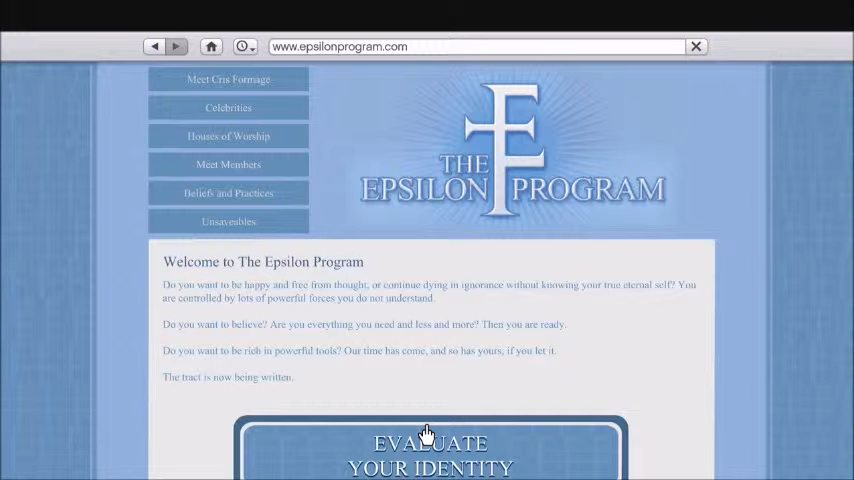 www.epsilonprogram.com
Meet Cris Formage
Celebrities
Houses of Worship
Meet Members
Beliefs and Practices
Unsaveables
THE
EPSILON PROGRAM
Welcome to The Epsilon Program
Do you want to be happy and free from thought, or continue dying in ignorance without knowing your true eternal self? You
are controlled by lots of powerful forces you do not understand.
Do you want to believe? Are you everything you need and less and more? Then you are ready.
Do you want to be rich in powerful tools? Our time has come, and so has yours, if you let it.
The tract is now being written.
EVALUATE
YOUR IDENTITY